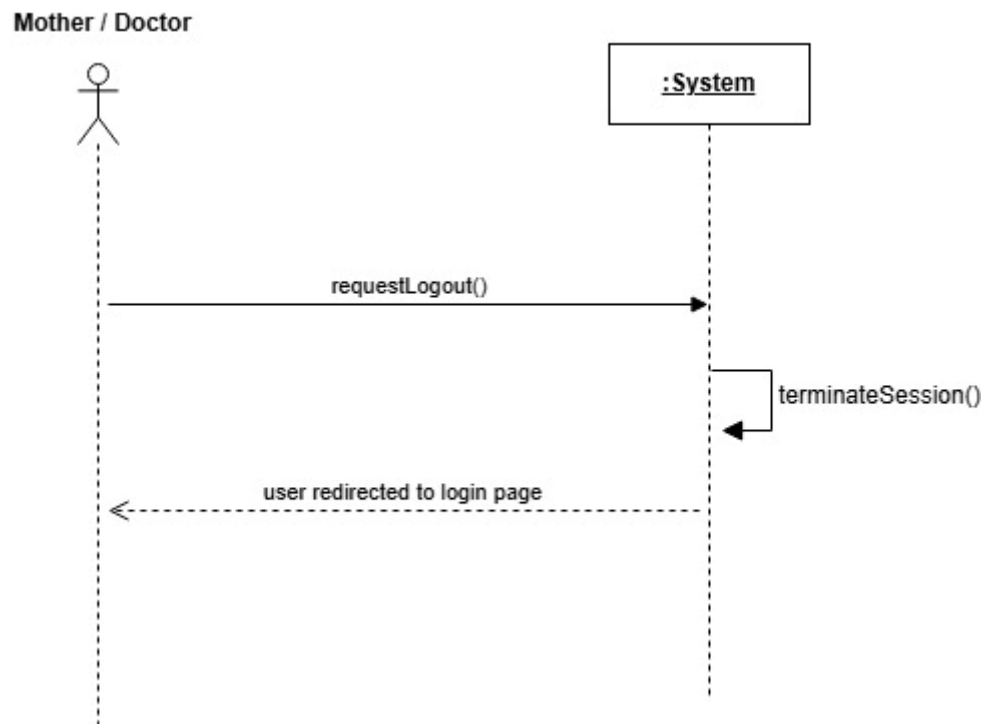 Mother / Doctor
:System
requestLogout()
terminateSession()
user redirected to login page